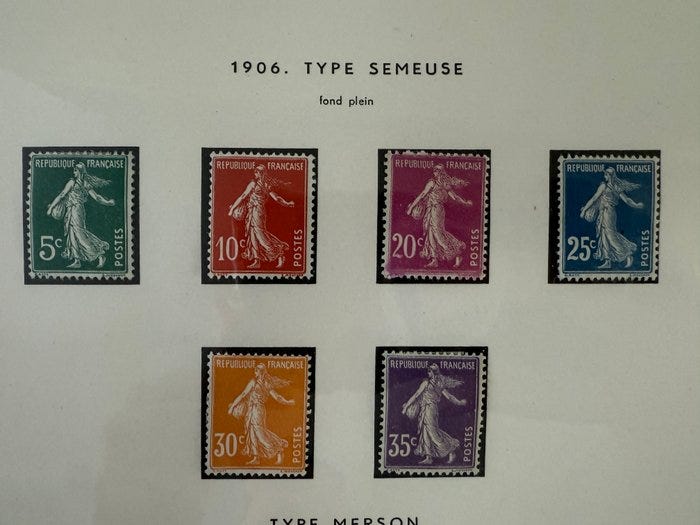 1906. TYPE SEMEUSE
fond plein
REPUBLIQUE FRANÇAISE
5c
POSTES
REPUBLIQUE FRANÇAISE
10c
POSTES
REPUBLIQUE FRANÇAISE
20c
POSTES
REPUBLIQUE FRANÇAISE
25c
POSTES
REPUBLIQUE FRANÇAISE
30c
POSTES
REPUBLIQUE FRANÇAISE
35c
POSTES
TYPE MERSON